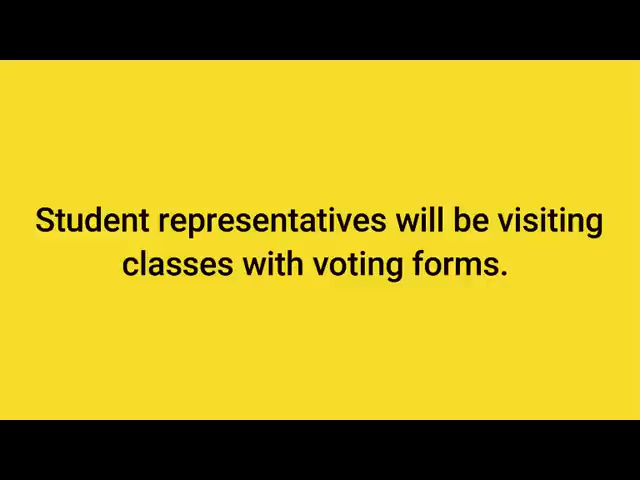 Student representatives will be visiting
classes with voting forms.